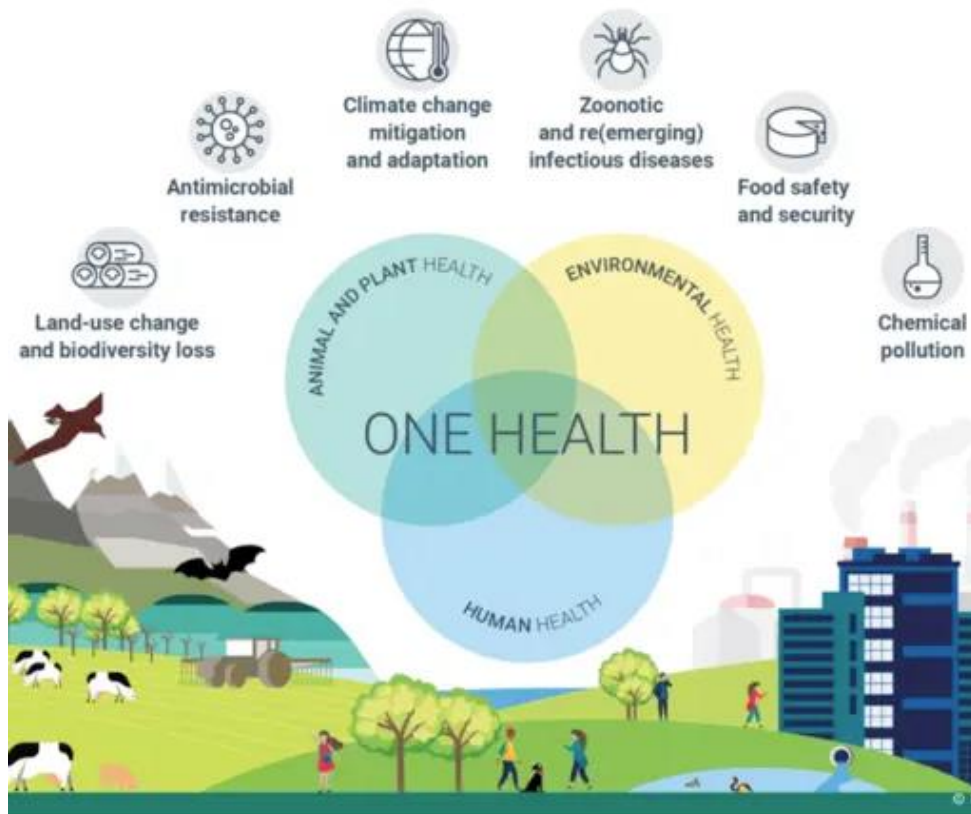 Climate change
mitigation
and adaptation
Zoonotic
and re(emerging)
infectious diseases
Antimicrobial
resistance
Food safety
and security
Land-use change
and biodiversity loss
Chemical
pollution
ANIMAL AND PLANT HEALTH
ENVIRONMENTAL HEALTH
ONE HEALTH
HUMAN HEALTH